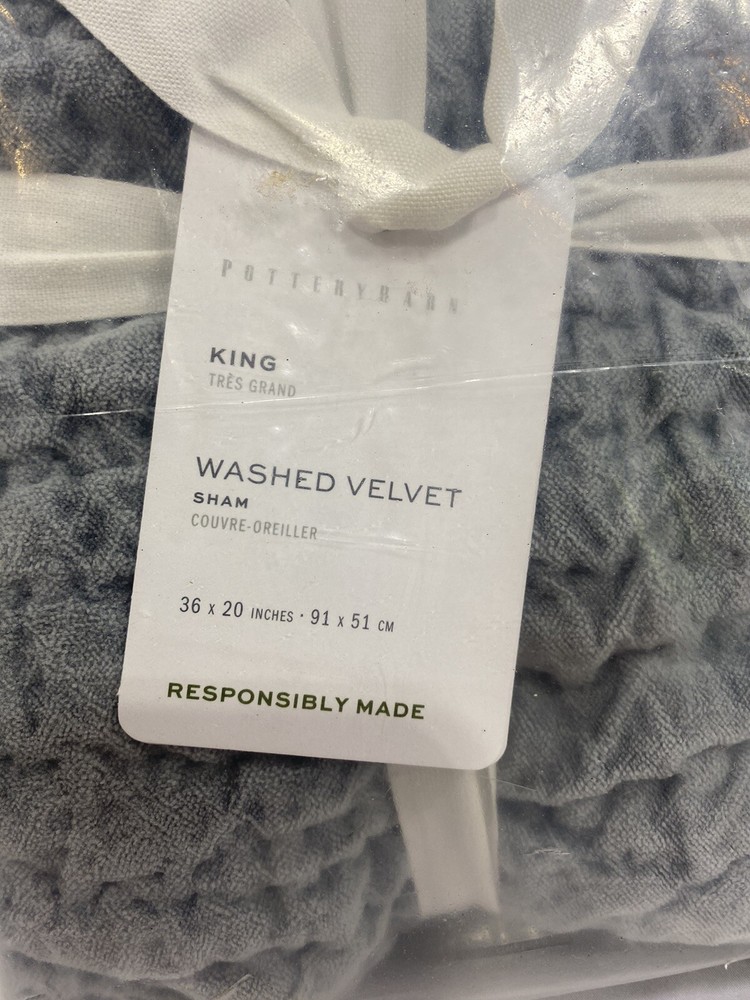 POTTERYBARN
KING
TRÈS GRAND
WASHED VELVET
SHAM
COUVRE-OREILLER
36 x 20 INCHES · 91 x 51 CM
RESPONSIBLY MADE